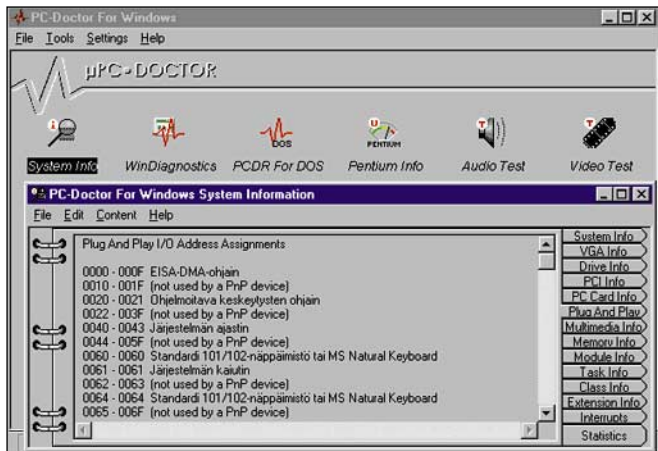 PC-Doctor For Windows
File Tools Settings Help
µPC-DOCTOR
System Info WinDiagnostics PCDR For DOS Pentium Info Audio Test Video Test
PC-Doctor For Windows System Information
File Edit Content Help
Plug And Play I/O Address Assignments
0000 - 000F EISA-DMA-ohjain
0010 - 001F (not used by a PnP device)
0020 - 0021 Ohjelmoitava keskeytysten ohjain
0022 - 003F (not used by a PnP device)
0040 - 0043 Järjestelmän ajastin
0044 - 005F (not used by a PnP device)
0060 - 0060 Standardi 101/102-näppäimistö tai MS Natural Keyboard
0061 - 0061 Järjestelmän kaiutin
0062 - 0063 (not used by a PnP device)
0064 - 0064 Standardi 101/102-näppäimistö tai MS Natural Keyboard
0065 - 006F (not used by a PnP device)
System Info
VGA Info
Drive Info
PCI Info
PC Card Info
Plug And Play
Multimedia Info
Memory Info
Module Info
Task Info
Class Info
Extension Info
Interrupts
Statistics